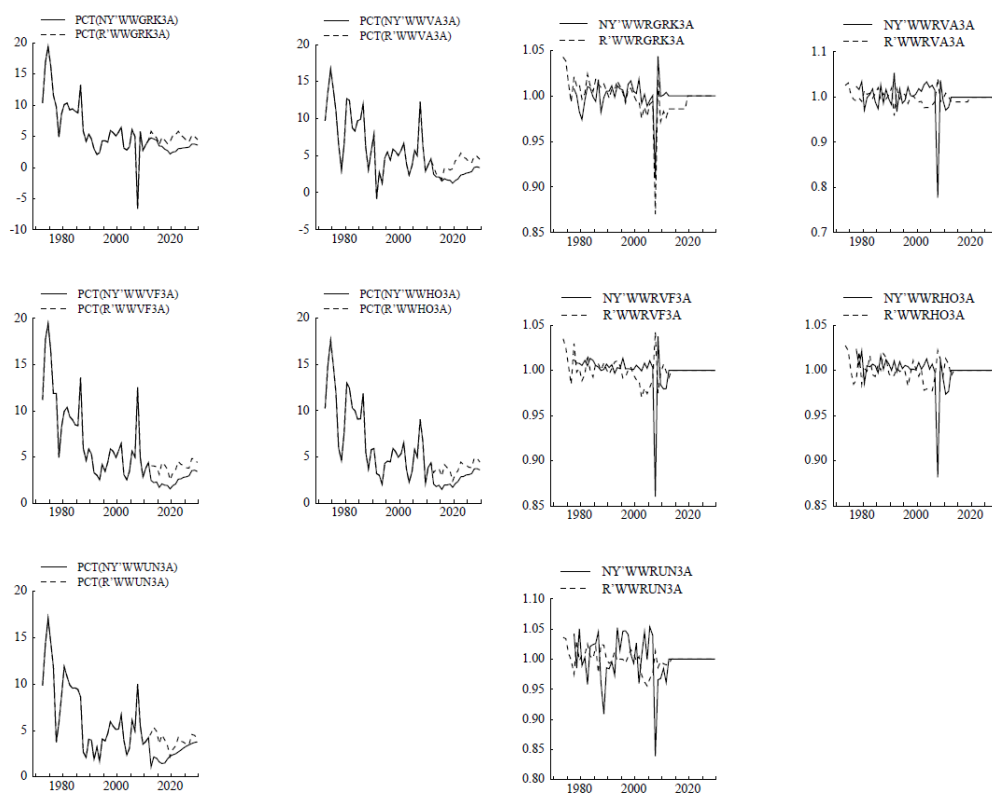 PCT(NY'WWGRK3A)
PCT(R'WWGRK3A)
20
15
10
5
0
-5
-10
1980 2000 2020
PCT(NY'WWVA3A)
PCT(R'WWVA3A)
20
15
10
5
0
-5
1980 2000 2020
NY'WWRGRK3A
R'WWRGRK3A
1.05
1.00
0.95
0.90
0.85
1980 2000 2020
NY'WWRVA3A
R'WWRVA3A
1.1
1.0
0.9
0.8
0.7
1980 2000 2020
PCT(NY'WWVF3A)
PCT(R'WWVF3A)
20
15
10
5
0
1980 2000 2020
PCT(NY'WWHO3A)
PCT(R'WWHO3A)
20
15
10
5
0
1980 2000 2020
NY'WWRVF3A
R'WWRVF3A
1.05
1.00
0.95
0.90
0.85
1980 2000 2020
NY'WWRHO3A
R'WWRHO3A
1.05
1.00
0.95
0.90
0.85
1980 2000 2020
PCT(NY'WWUN3A)
PCT(R'WWUN3A)
20
15
10
5
0
1980 2000 2020
NY'WWRUN3A
R'WWRUN3A
1.10
1.05
1.00
0.95
0.90
0.85
0.80
1980 2000 2020